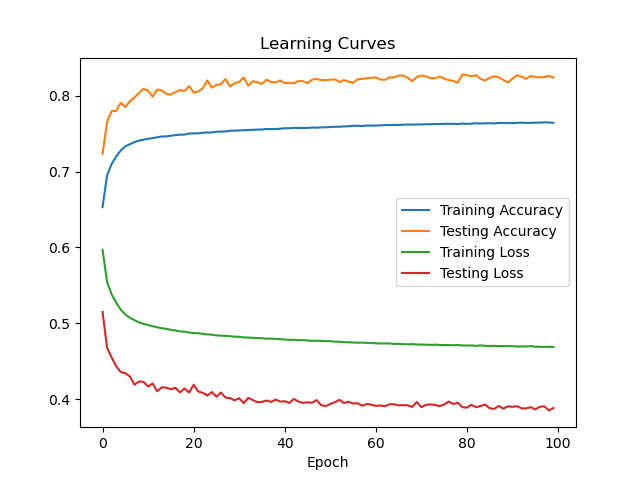 Learning Curves
0.8
0.7
0.6
0.5
0.4
Training Accuracy
Testing Accuracy
Training Loss
Testing Loss
0 20 40 60 80 100
Epoch